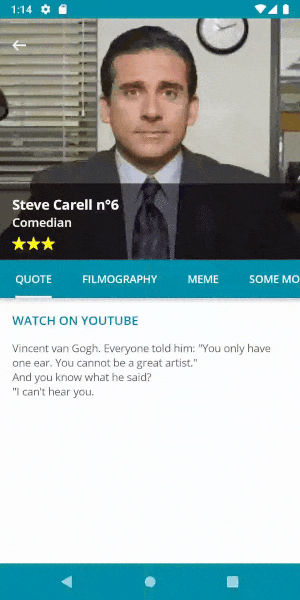 1:14
Steve Carell n°6
Comedian
QUOTE FILMOGRAPHY MEME SOME MO
WATCH ON YOUTUBE
Vincent van Gogh. Everyone told him: "You only have
one ear. You cannot be a great artist."
And you know what he said?
"I can't hear you.